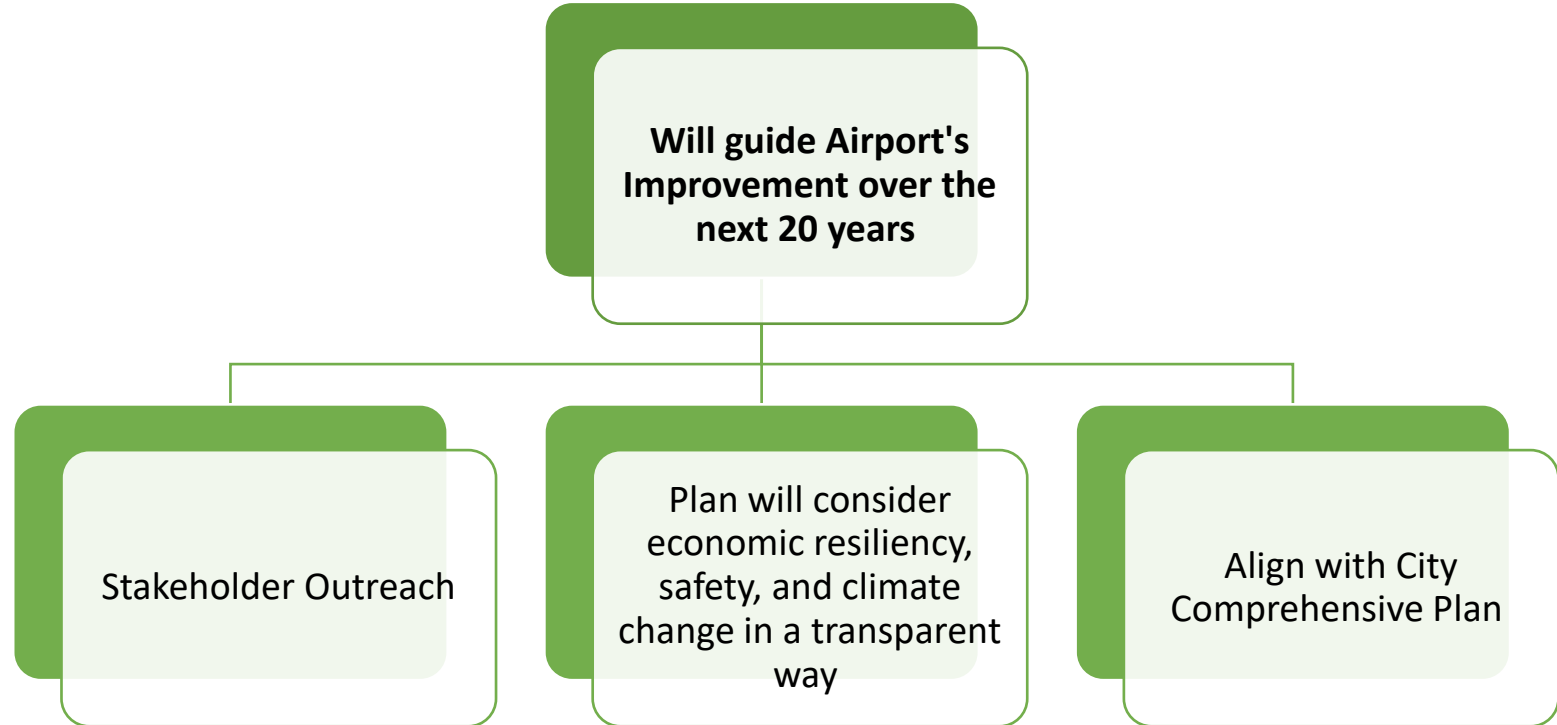 Will guide Airport's
Improvement over the
next 20 years
Stakeholder Outreach
Plan will consider
economic resiliency,
safety, and climate
change in a transparent
way
Align with City
Comprehensive Plan